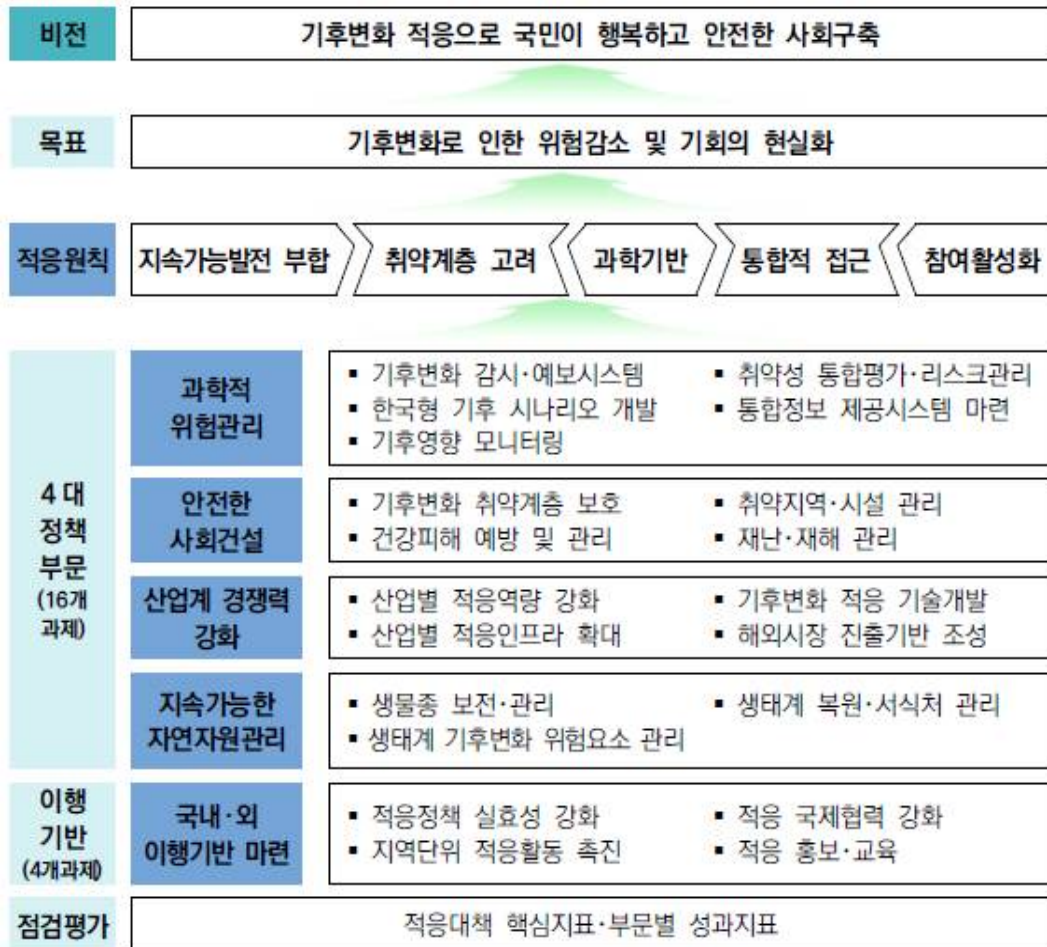 비전
기후변화 적응으로 국민이 행복하고 안전한 사회구축
목표
기후변화로 인한 위험감소 및 기회의 현실화
적응원칙
지속가능발전 부합
취약계층 고려
과학기반
통합적 접근
참여활성화
4대
정책
부문
(16개
과제)
과학적
위험관리
▪ 기후변화 감시·예보시스템
▪ 한국형 기후 시나리오 개발
▪ 기후영향 모니터링
▪ 취약성 통합평가·리스크관리
▪ 통합정보 제공시스템 마련
안전한
사회건설
▪ 기후변화 취약계층 보호
▪ 건강피해 예방 및 관리
▪ 취약지역·시설 관리
▪ 재난·재해 관리
산업계 경쟁력
강화
▪ 산업별 적응역량 강화
▪ 산업별 적응인프라 확대
▪ 기후변화 적응 기술개발
▪ 해외시장 진출기반 조성
지속가능한
자연자원관리
▪ 생물종 보전·관리
▪ 생태계 기후변화 위험요소 관리
▪ 생태계 복원·서식처 관리
이행
기반
(4개과제)
국내·외
이행기반 마련
▪ 적응정책 실효성 강화
▪ 지역단위 적응활동 촉진
▪ 적응 국제협력 강화
▪ 적응 홍보·교육
점검평가
적응대책 핵심지표·부문별 성과지표